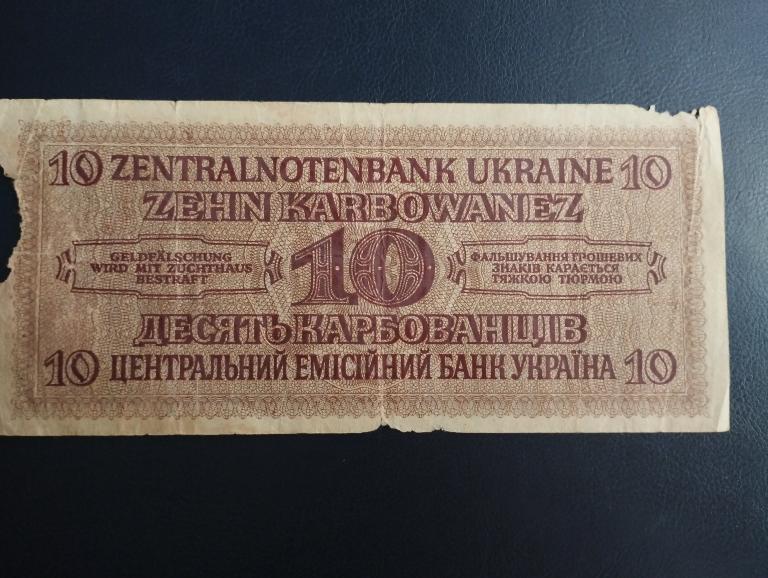 10 ZENTRALNOTENBANK UKRAINE 10
ZEHN KARBOWANEZ
GELDFÄLSCHUNG
WIRD MIT ZUCHTHAUS
BESTRAFT
10
ФАЛЬШУВАННЯ ГРОШЕВИХ
ЗНАКІВ КАРАЄТЬСЯ
ТЯЖКОЮ ТЮРМОЮ
ДЕСЯТЬ КАРБОВАНЦІВ
10 ЦЕНТРАЛЬНИЙ ЕМІСІЙНИЙ БАНК УКРАЇНА 10